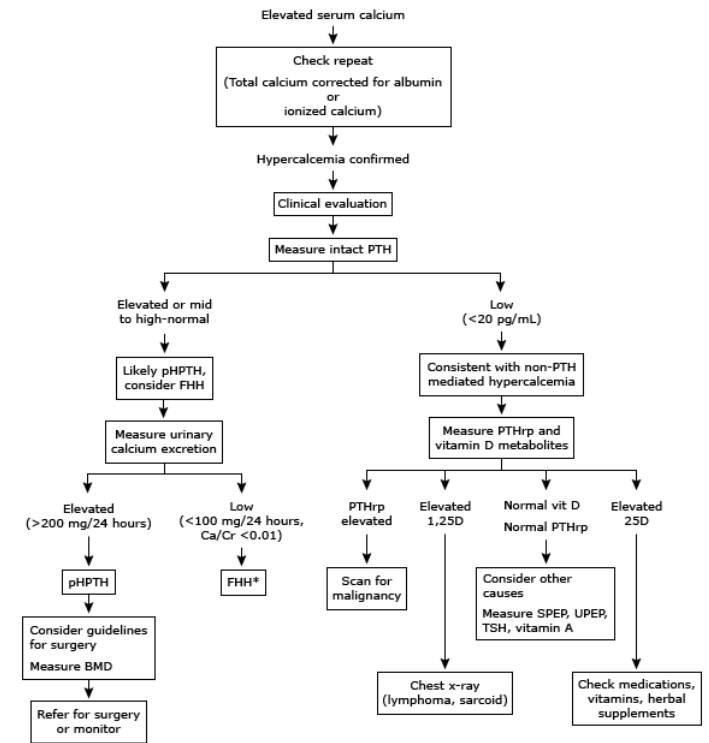 Elevated serum calcium
Check repeat
(Total calcium corrected for albumin
or
ionized calcium)
Hypercalcemia confirmed
Clinical evaluation
Measure intact PTH
Elevated or mid
to high-normal
Low
(<20 pg/mL)
Likely pHPTH,
consider FHH
Consistent with non-PTH
mediated hypercalcemia
Measure urinary
calcium excretion
Measure PTHrp and
vitamin D metabolites
Elevated
(>200 mg/24 hours)
Low
(<100 mg/24 hours,
Ca/Cr <0.01)
PTHrp
elevated
Elevated
1,25D
Normal vit D
Normal PTHrp
Elevated
25D
pHPTH
FHH*
Scan for
malignancy
Consider other
causes
Measure SPEP, UPEP,
TSH, vitamin A
Consider guidelines
for surgery
Measure BMD
Chest x-ray
(lymphoma, sarcoid)
Check medications,
vitamins, herbal
supplements
Refer for surgery
or monitor